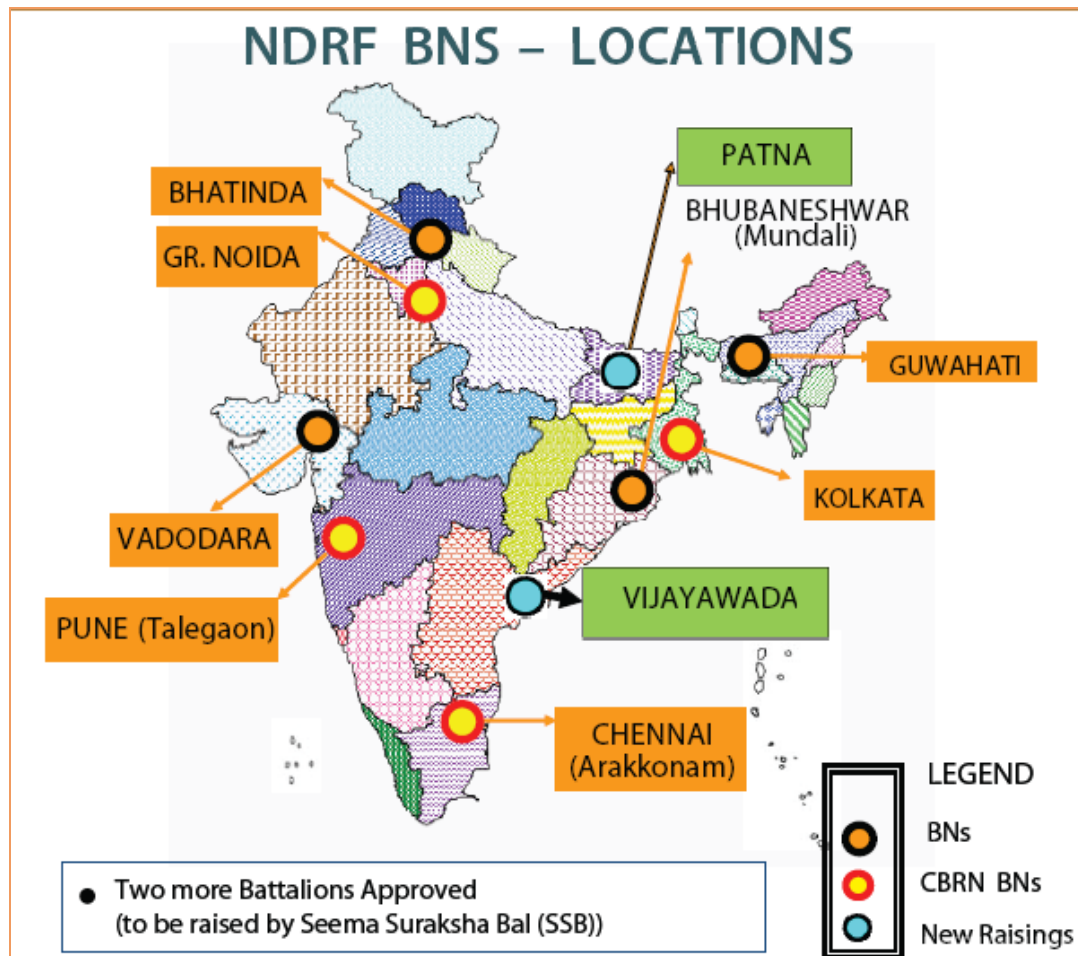 NDRF BNS – LOCATIONS
PATNA
BHATINDA
BHUBANESHWAR
(Mundali)
GR. NOIDA
GUWAHATI
KOLKATA
VADODARA
VIJAYAWADA
PUNE (Talegaon)
CHENNAI
(Arakkonam)
LEGEND
BNs
CBRN BNs
New Raisings
● Two more Battalions Approved
(to be raised by Seema Suraksha Bal (SSB))